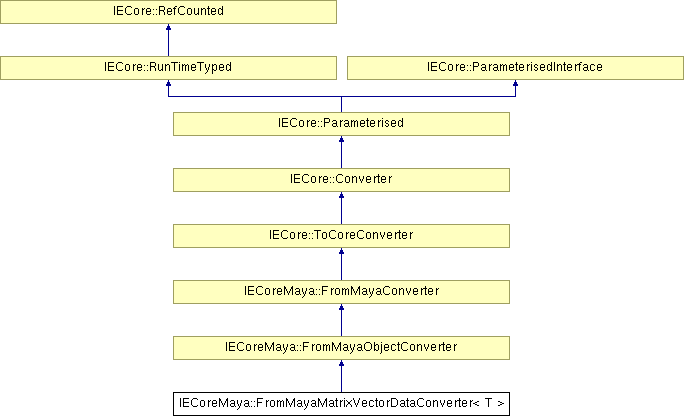 IECore::RefCounted
IECore::RunTimeTyped
IECore::ParameterisedInterface
IECore::Parameterised
IECore::Converter
IECore::ToCoreConverter
IECoreMaya::FromMayaConverter
IECoreMaya::FromMayaObjectConverter
IECoreMaya::FromMayaMatrixVectorDataConverter< T >